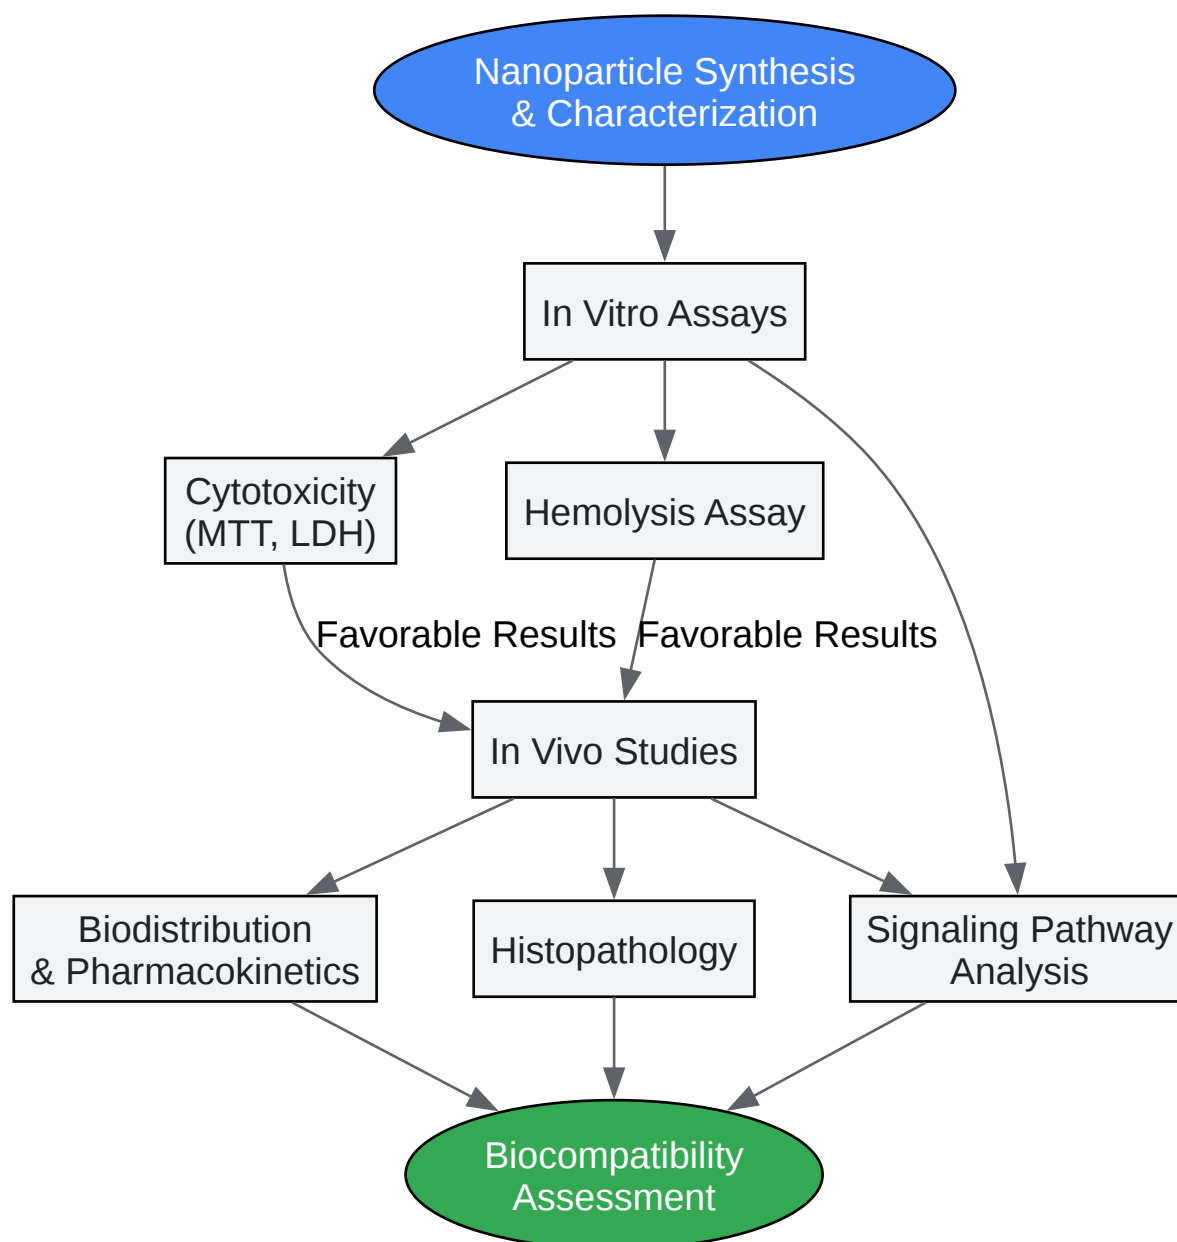 Nanoparticle Synthesis
& Characterization
In Vitro Assays
Cytotoxicity
(MTT, LDH)
Hemolysis Assay
Favorable Results
Favorable Results
In Vivo Studies
Biodistribution
& Pharmacokinetics
Histopathology
Signaling Pathway
Analysis
Biocompatibility
Assessment